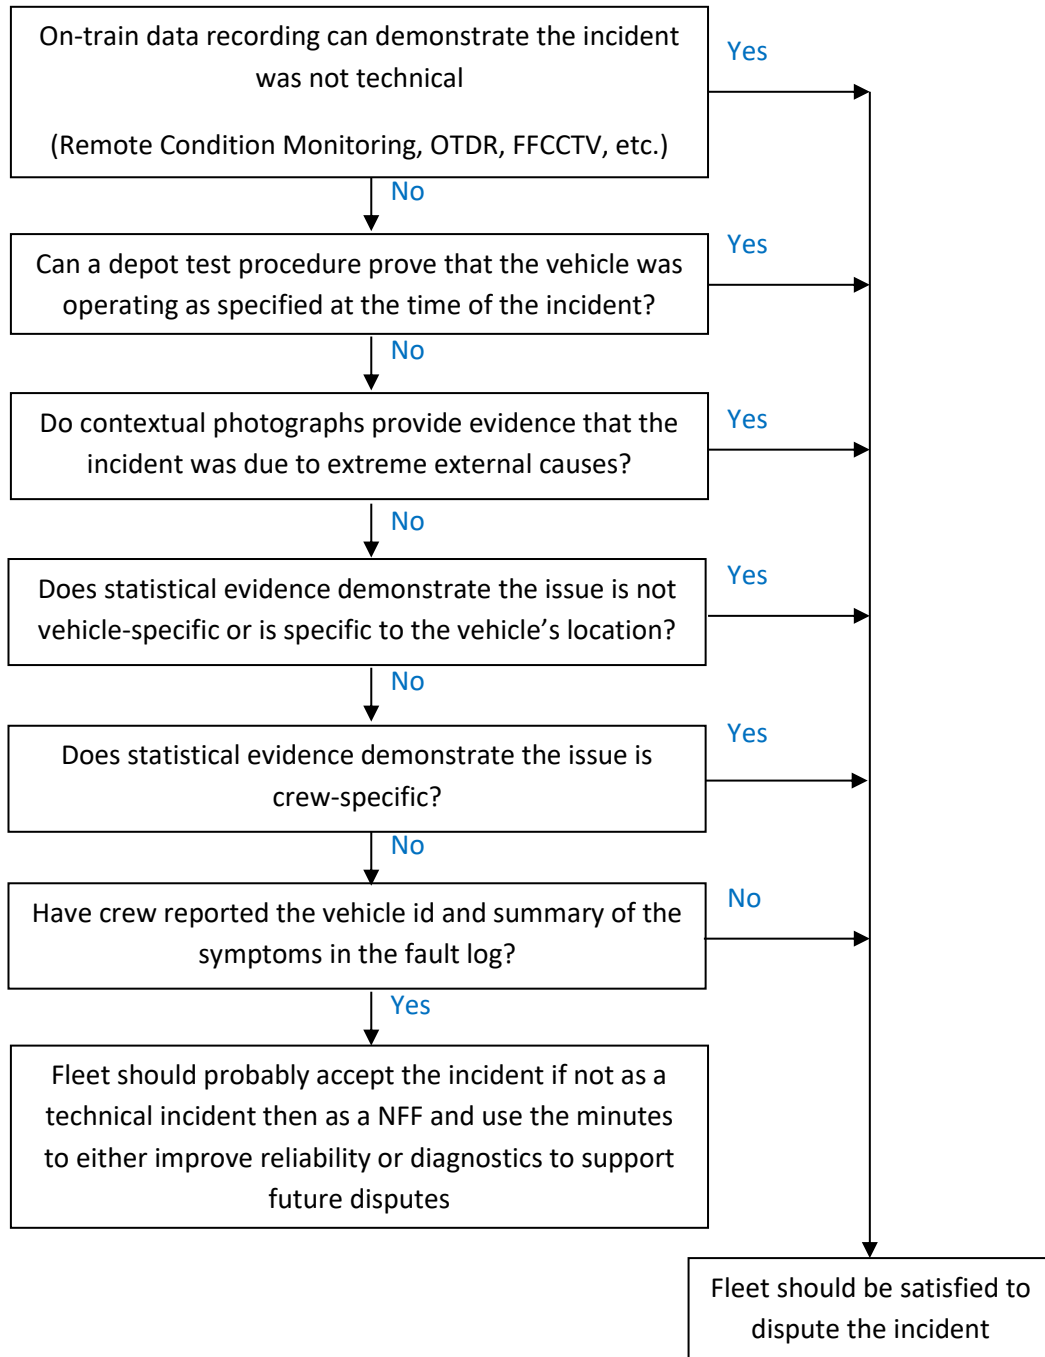 On-train data recording can demonstrate the incident
was not technical
(Remote Condition Monitoring, OTDR, FFCCTV, etc.)
Yes
No
Can a depot test procedure prove that the vehicle was
operating as specified at the time of the incident?
Yes
No
Do contextual photographs provide evidence that the
incident was due to extreme external causes?
Yes
No
Does statistical evidence demonstrate the issue is not
vehicle-specific or is specific to the vehicle’s location?
Yes
No
Does statistical evidence demonstrate the issue is
crew-specific?
Yes
No
Have crew reported the vehicle id and summary of the
symptoms in the fault log?
No
Yes
Fleet should probably accept the incident if not as a
technical incident then as a NFF and use the minutes
to either improve reliability or diagnostics to support
future disputes
Fleet should be satisfied to
dispute the incident